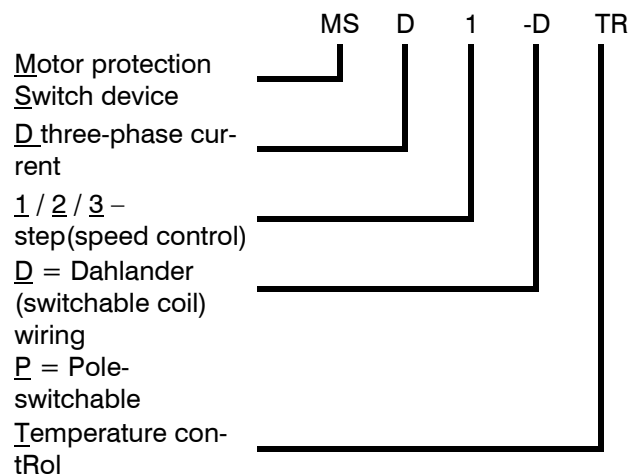 MS D 1 -D TR
Motor protection
Switch device
D three-phase cur-
rent
1 / 2 / 3 –
step(speed control)
D = Dahlander
(switchable coil)
wiring
P = Pole-
switchable
Temperature con-
tRol